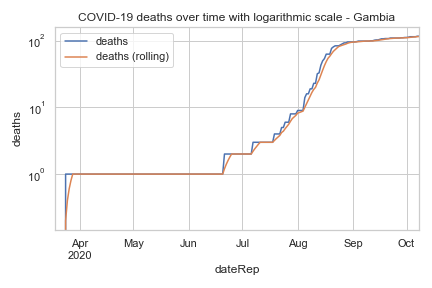 COVID-19 deaths over time with logarithmic scale - Gambia
deaths
deaths (rolling)
10²
10¹
10⁰
deaths
Apr
2020
May
Jun
Jul
Aug
Sep
Oct
dateRep